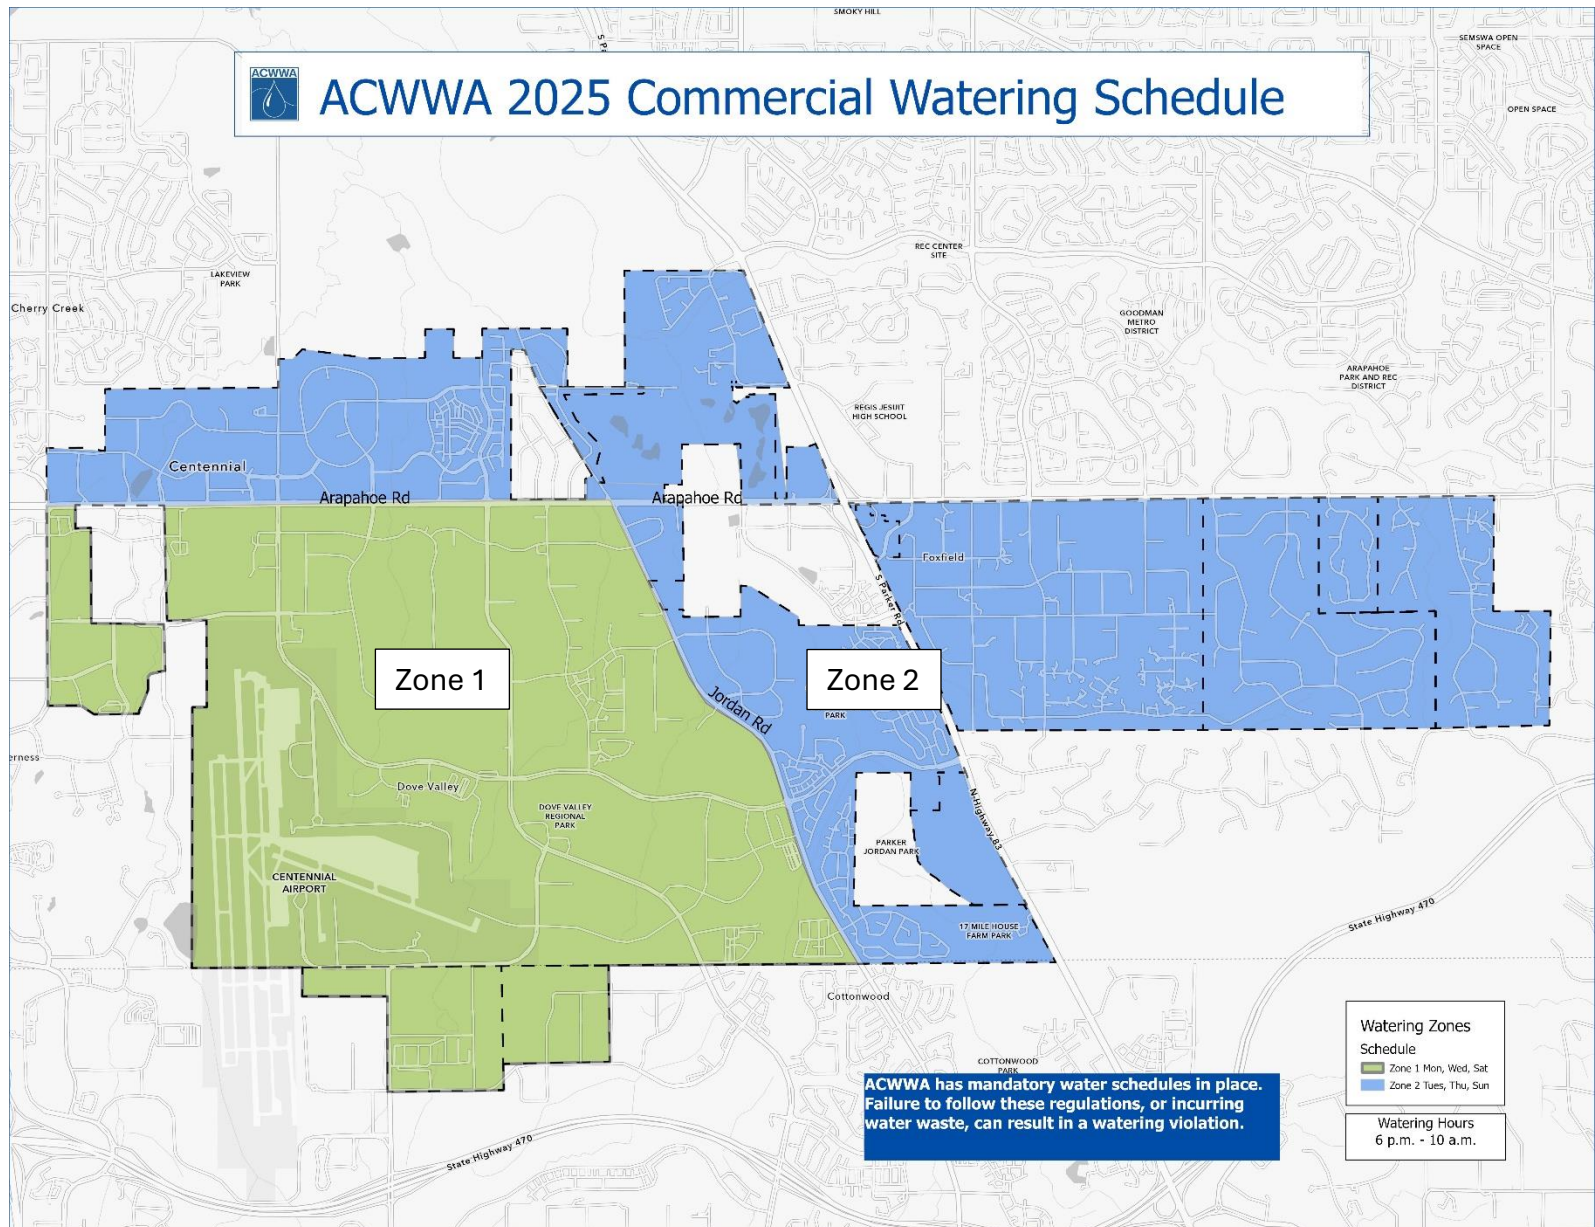 SMOKY HILL
SEMSWA OPEN
SPACE
ACWWA
ACWWA 2025 Commercial Watering Schedule
OPEN SPACE
REC CENTER
SITE
LAKEVIEW
PARK
Cherry Creek
GOODMAN
METRO
DISTRICT
ARAPAHOE
PARK AND REC
DISTRICT
REGIS JESUIT
HIGH SCHOOL
Centennial
Arapahoe Rd
Arapahoe Rd
Foxfield
S Parker Rd
Zone 1
Zone 2
PARK
Jordan Rd
erness
Dove Valley
DOVE VALLEY
REGIONAL
PARK
N Highway 83
PARKER
JORDAN PARK
CENTENNIAL
AIRPORT
17 MILE HOUSE
FARM PARK
State Highway 470
Cottonwood
COTTONWOOD
PARK
Watering Zones
Schedule
Zone 1 Mon, Wed, Sat
Zone 2 Tues, Thu, Sun
ACWWA has mandatory water schedules in place.
Failure to follow these regulations, or incurring
water waste, can result in a watering violation.
Watering Hours
6 p.m. - 10 a.m.
State Highway 470